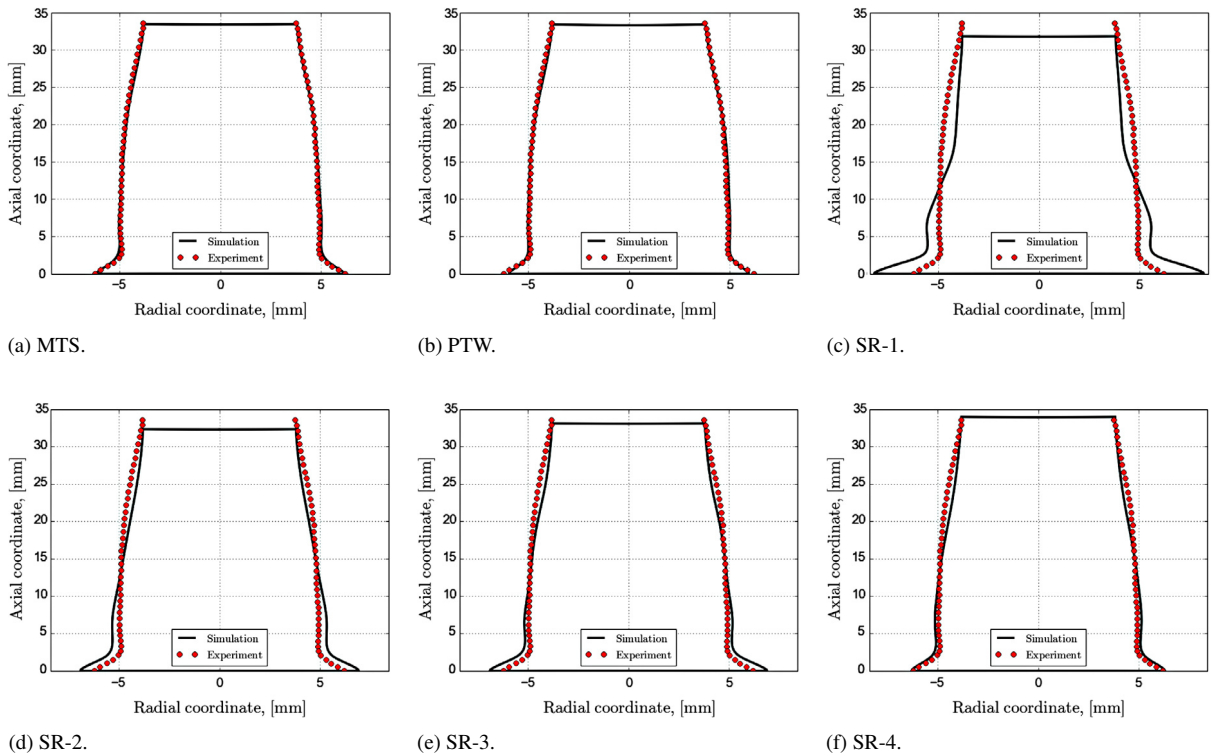 35
30
25
20
15
10
5
0
−5
0
5
Axial coordinate, [mm]
Radial coordinate, [mm]
Simulation
Experiment
(a) MTS.
35
30
25
20
15
10
5
0
−5
0
5
Axial coordinate, [mm]
Radial coordinate, [mm]
Simulation
Experiment
(b) PTW.
35
30
25
20
15
10
5
0
−5
0
5
Axial coordinate, [mm]
Radial coordinate, [mm]
Simulation
Experiment
(c) SR-1.
35
30
25
20
15
10
5
0
−5
0
5
Axial coordinate, [mm]
Radial coordinate, [mm]
Simulation
Experiment
(d) SR-2.
35
30
25
20
15
10
5
0
−5
0
5
Axial coordinate, [mm]
Radial coordinate, [mm]
Simulation
Experiment
(e) SR-3.
35
30
25
20
15
10
5
0
−5
0
5
Axial coordinate, [mm]
Radial coordinate, [mm]
Simulation
Experiment
(f) SR-4.